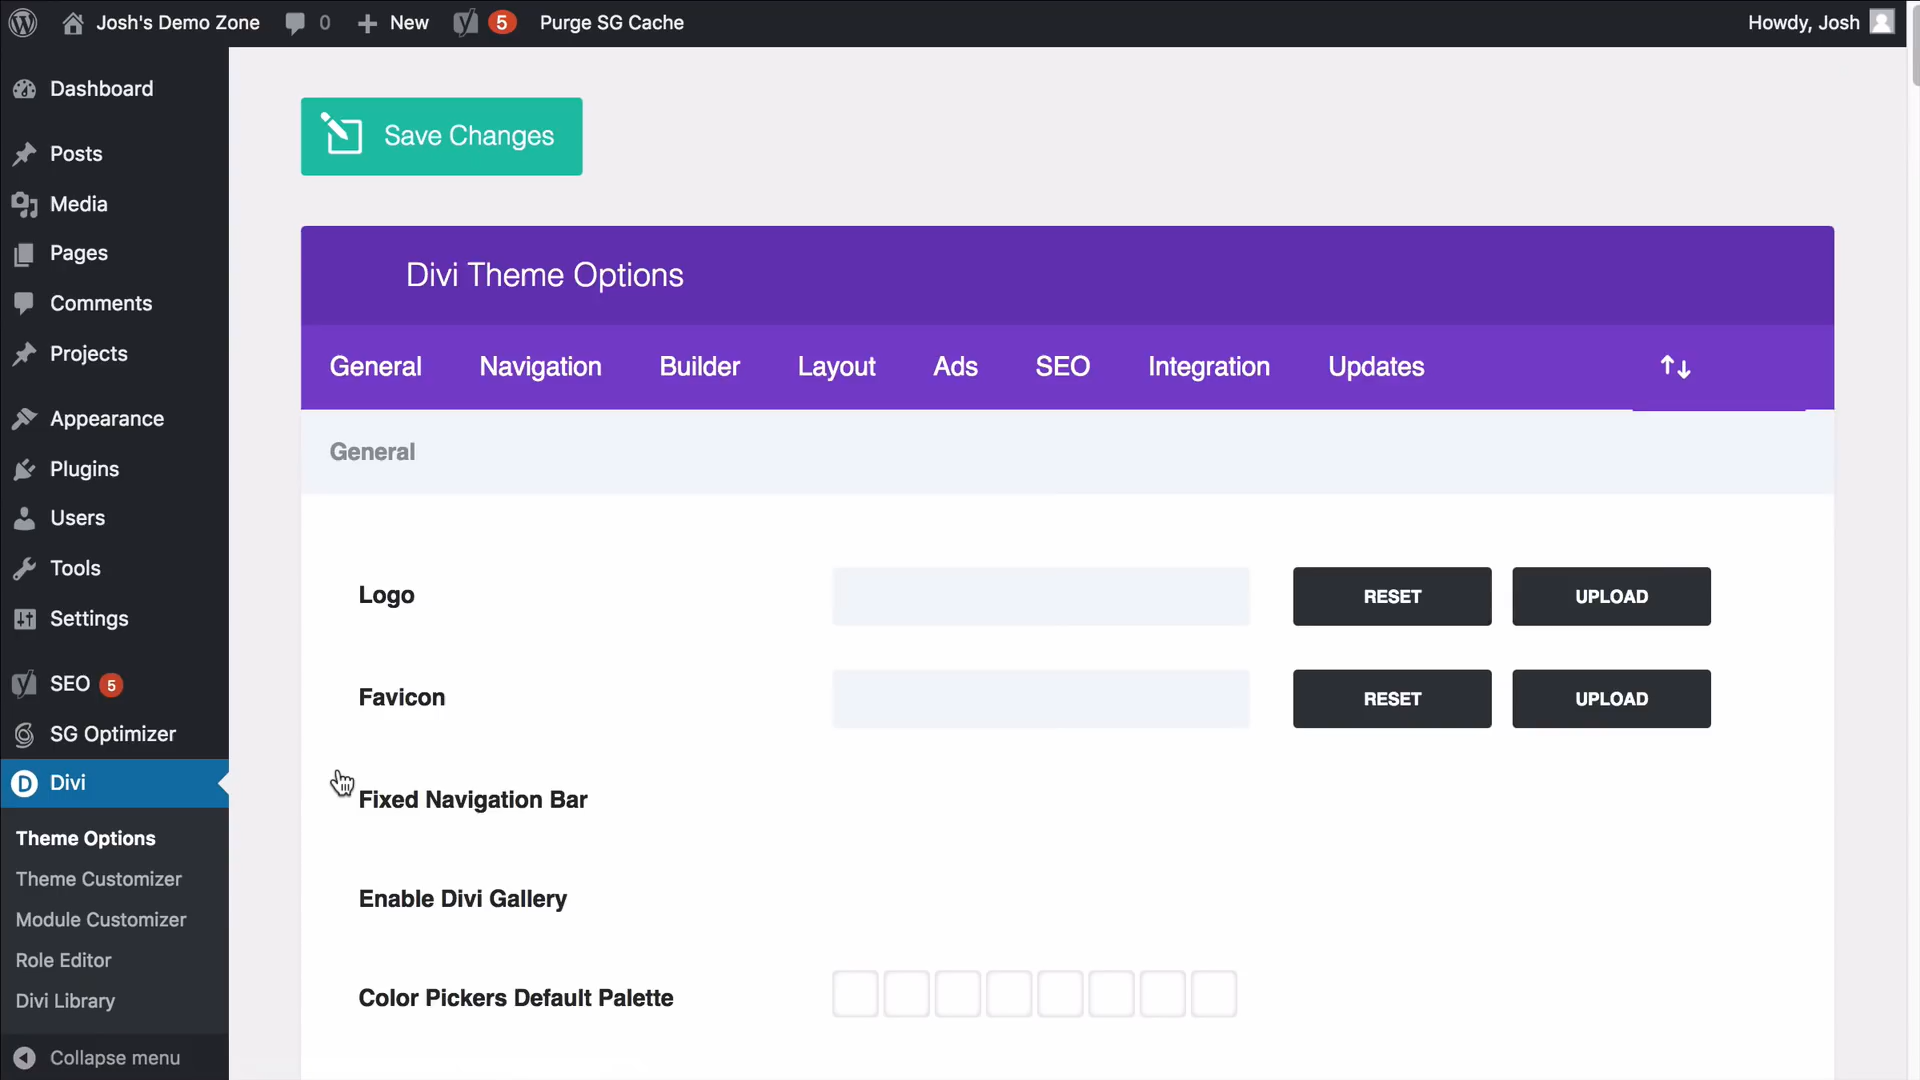 Josh's Demo Zone
0
New
5
Purge SG Cache
Howdy, Josh
Dashboard
Posts
Media
Pages
Comments
Projects
Appearance
Plugins
Users
Tools
Settings
SEO 5
SG Optimizer
Divi
Theme Options
Theme Customizer
Module Customizer
Role Editor
Divi Library
Collapse menu
Save Changes
Divi Theme Options
General Navigation Builder Layout Ads SEO Integration Updates
General
Logo
RESET UPLOAD
Favicon
RESET UPLOAD
Fixed Navigation Bar
Enable Divi Gallery
Color Pickers Default Palette